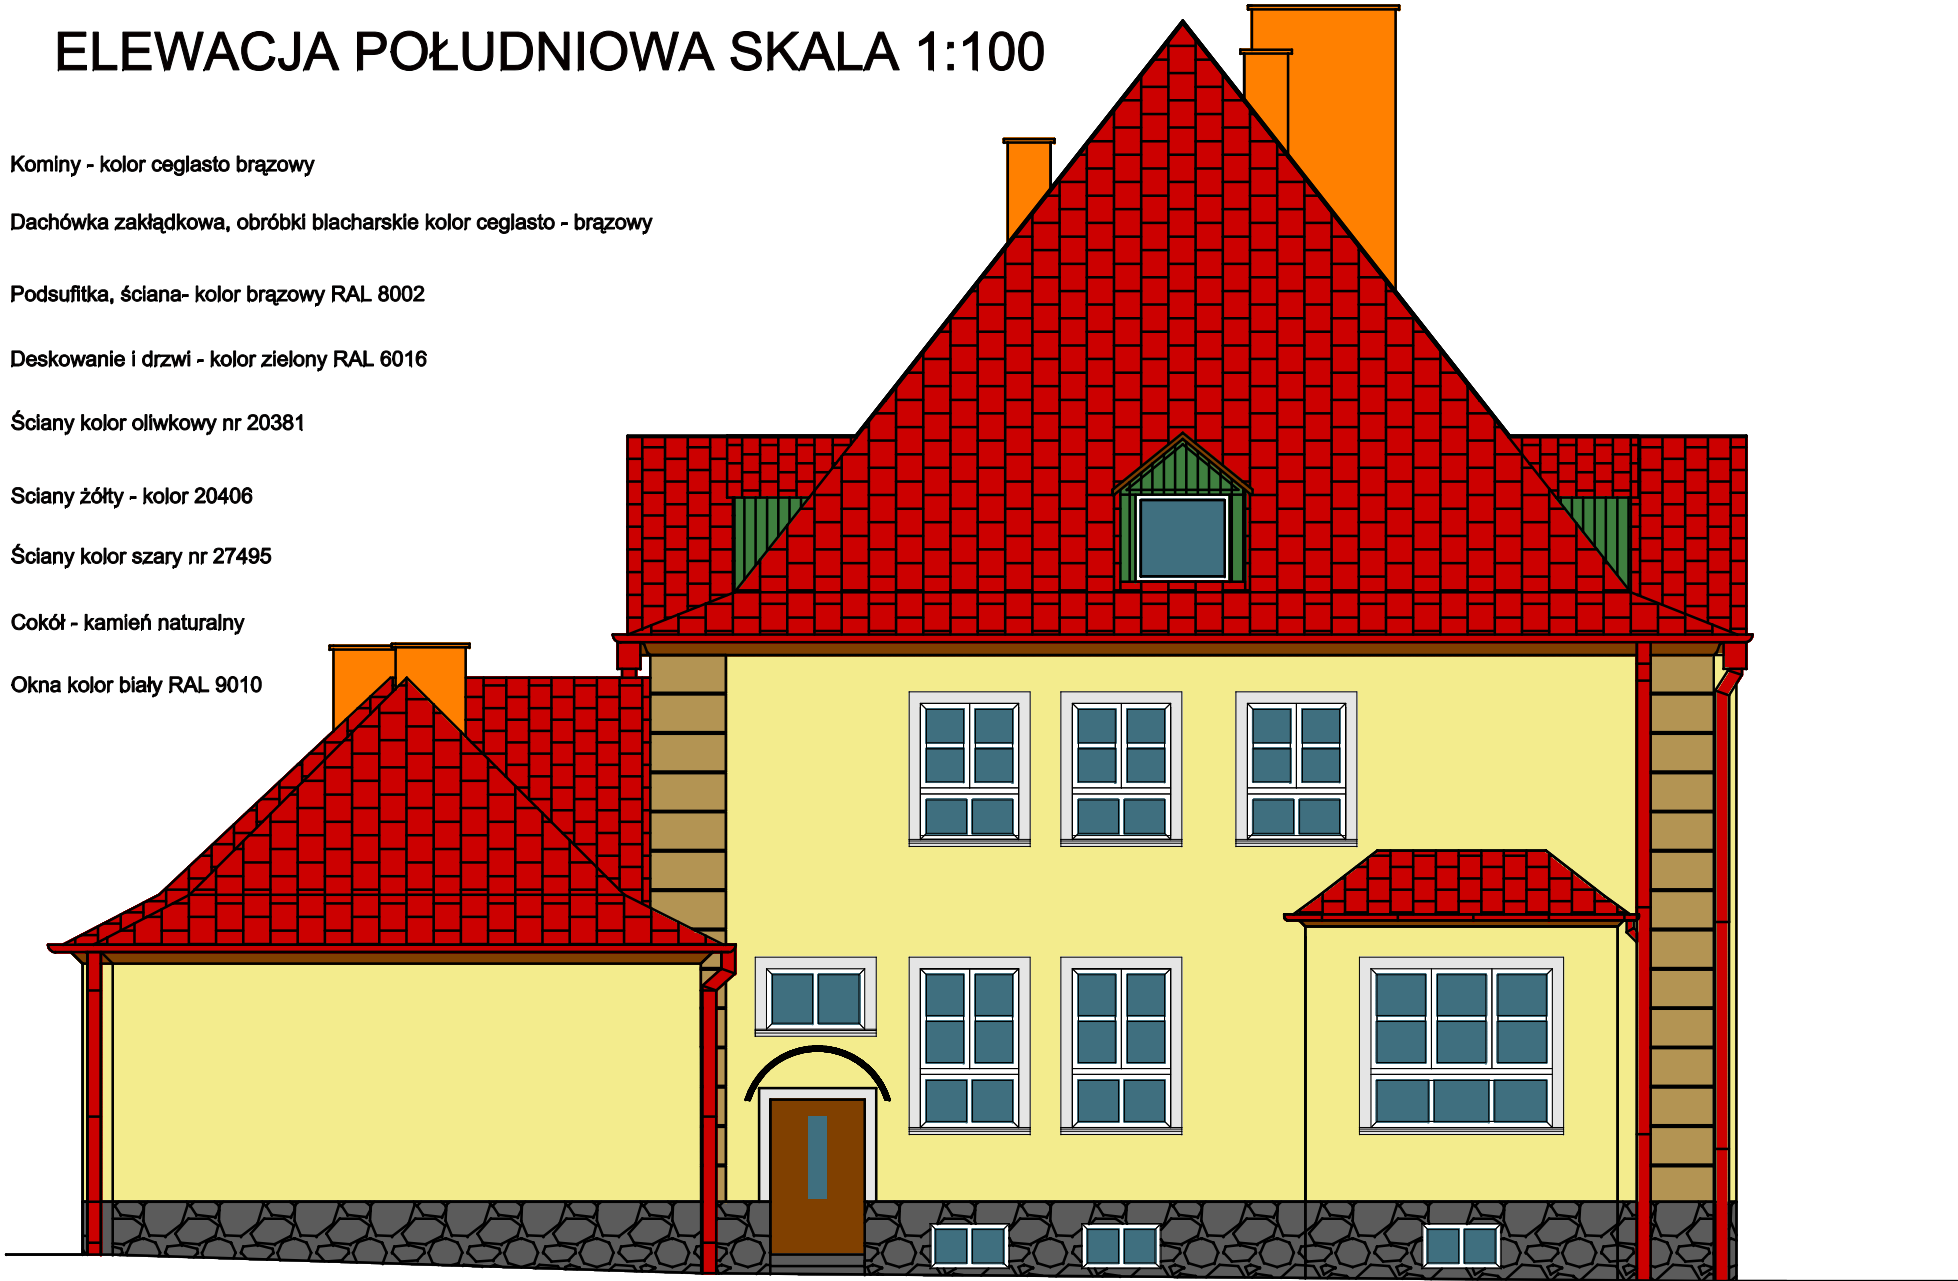 ELEWACJA POŁUDNIOWA SKALA 1:100
Kominy - kolor ceglasto brązowy
Dachówka zakłądkowa, obróbki blacharskie kolor ceglasto - brązowy
Podsufitka, ściana- kolor brązowy RAL 8002
Deskowanie i drzwi - kolor zielony RAL 6016
Ściany kolor oliwkowy nr 20381
Sciany żółty - kolor 20406
Ściany kolor szary nr 27495
Cokół - kamień naturalny
Okna kolor biały RAL 9010